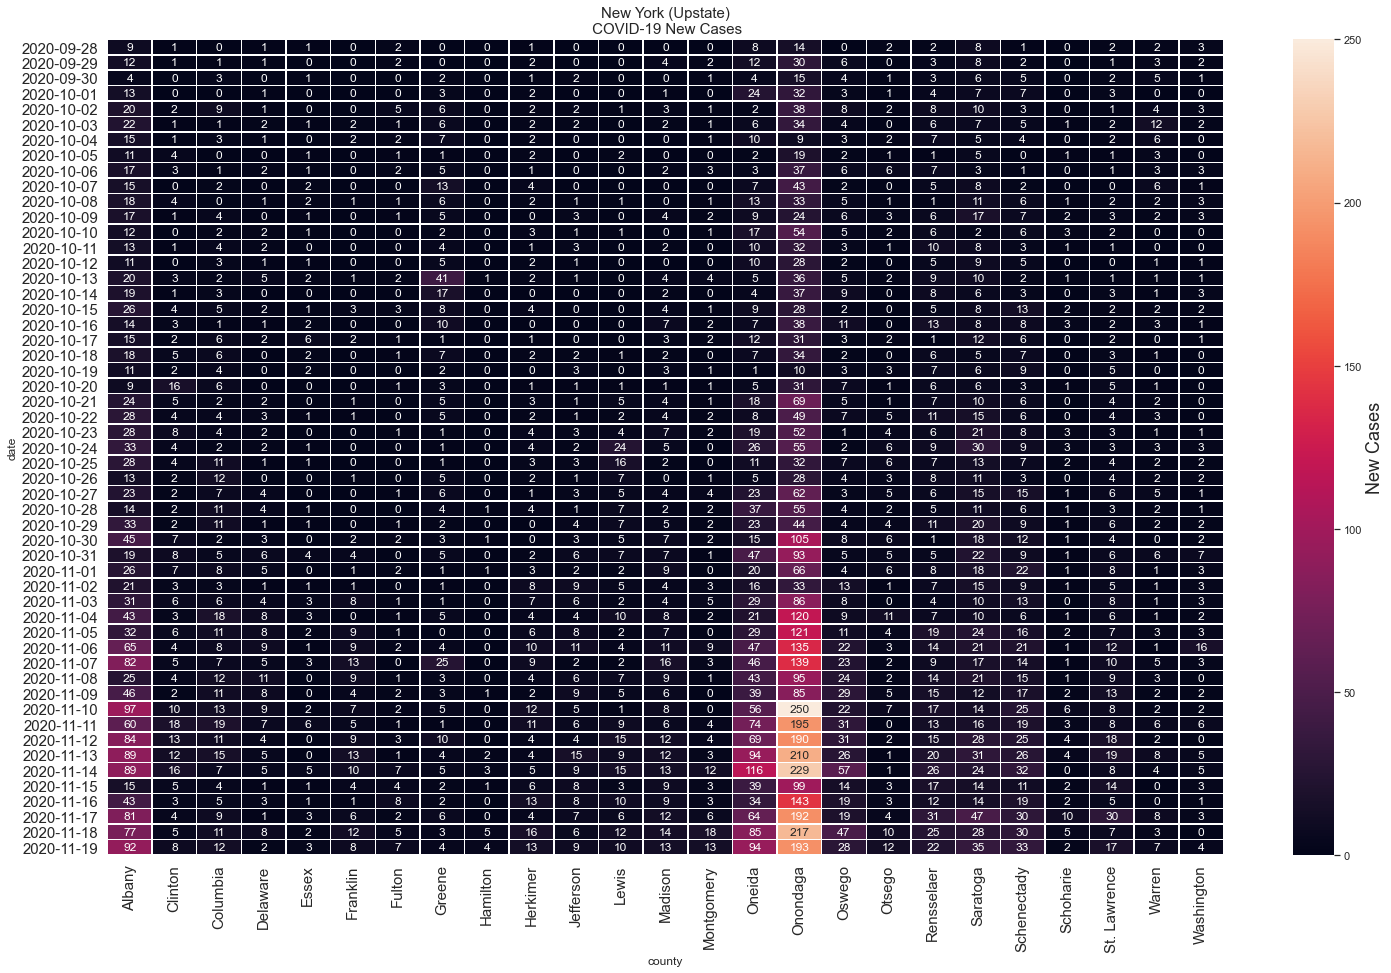 New York (Upstate)
COVID-19 New Cases
2020-09-28 9 1 0 1 1 0 2 0 0 1 0 0 0 0 8 14 0 2 2 8 1 0 2 2 3
2020-09-29 12 1 1 1 0 0 2 0 0 2 0 0 4 2 12 30 6 0 3 8 2 0 1 3 2
2020-09-30 4 0 3 0 1 0 0 2 0 1 2 0 0 1 4 15 4 1 3 6 5 0 2 5 1
2020-10-01 13 0 0 1 0 0 0 3 0 2 0 0 1 0 24 32 3 1 4 7 7 0 3 0 0
2020-10-02 20 2 9 1 0 0 5 6 0 2 2 1 3 1 2 38 8 2 8 10 3 0 1 4 3
2020-10-03 22 1 1 2 1 2 1 6 0 2 2 0 2 1 6 34 4 0 6 7 5 1 2 12 2
2020-10-04 15 1 3 1 0 2 2 7 0 2 0 0 0 1 10 9 3 2 7 5 4 0 2 6 0
2020-10-05 11 4 0 0 1 0 1 1 0 2 0 2 0 0 2 19 2 1 1 5 0 1 1 3 0
2020-10-06 17 3 1 2 1 0 2 5 0 1 0 0 2 3 3 37 6 6 7 3 1 0 1 3 3
2020-10-07 15 0 2 0 2 0 0 13 0 4 0 0 0 0 7 43 2 0 5 8 2 0 0 6 1
2020-10-08 18 4 0 1 2 1 1 6 0 2 1 1 0 1 13 33 5 1 1 11 6 1 2 2 3
2020-10-09 17 1 4 0 1 0 1 5 0 0 3 0 4 2 9 24 6 3 6 17 7 2 3 2 3
2020-10-10 12 0 2 2 1 0 0 2 0 3 1 1 0 1 17 54 5 2 6 2 6 3 2 0 0
2020-10-11 13 1 4 2 0 0 0 4 0 1 3 0 2 0 10 32 3 1 10 8 3 1 1 0 0
2020-10-12 11 0 3 1 1 0 0 5 0 2 1 0 0 0 10 28 2 0 5 9 5 0 0 1 1
2020-10-13 20 3 2 5 2 1 2 41 1 2 1 0 4 4 5 36 5 2 9 10 2 1 1 1 1
2020-10-14 19 1 3 0 0 0 0 17 0 0 0 0 2 0 4 37 9 0 8 6 3 0 3 1 3
2020-10-15 26 4 5 2 1 3 3 8 0 4 0 0 4 1 9 28 2 0 5 8 13 2 2 2 2
2020-10-16 14 3 1 1 2 0 0 10 0 0 0 0 7 2 7 38 11 0 13 8 8 3 2 3 1
2020-10-17 15 2 6 2 6 2 1 1 0 1 0 0 3 2 12 31 3 2 1 12 6 0 2 0 1
2020-10-18 18 5 6 0 2 0 1 7 0 2 2 1 2 0 7 34 2 0 6 5 7 0 3 1 0
2020-10-19 11 2 4 0 2 0 0 2 0 0 3 0 3 1 1 10 3 3 7 6 9 0 5 0 0
2020-10-20 9 16 6 0 0 0 1 3 0 1 1 1 1 1 5 31 7 1 6 6 3 1 5 1 0
2020-10-21 24 5 2 2 0 1 0 5 0 3 1 5 4 1 18 69 5 1 7 10 6 0 4 2 0
2020-10-22 28 4 4 3 1 1 0 5 0 2 1 2 4 2 8 49 7 5 11 15 6 0 4 3 0
2020-10-23 28 8 4 2 0 0 1 1 0 4 3 4 7 2 19 52 1 4 6 21 8 3 3 1 1
2020-10-24 33 4 2 2 1 0 0 1 0 4 2 24 5 0 26 55 2 6 9 30 9 3 3 3 3
2020-10-25 28 4 11 1 1 0 0 1 0 3 3 16 2 0 11 32 7 6 7 13 7 2 4 2 2
2020-10-26 13 2 12 0 0 1 0 5 0 2 1 7 0 1 5 28 4 3 8 11 3 0 4 2 2
2020-10-27 23 2 7 4 0 0 1 6 0 1 3 5 4 4 23 62 3 5 6 15 15 1 6 5 1
2020-10-28 14 2 11 4 1 0 0 4 1 4 1 7 2 2 37 55 4 2 5 11 6 1 3 2 1
2020-10-29 33 2 11 1 1 0 1 2 0 0 4 7 5 2 23 44 4 4 11 20 9 1 6 2 2
2020-10-30 45 7 2 3 0 2 2 3 1 0 3 5 7 2 15 105 8 6 1 18 12 1 4 0 2
2020-10-31 19 8 5 6 4 4 0 5 0 2 6 7 7 1 47 93 5 5 5 22 9 1 6 6 7
2020-11-01 26 7 8 5 0 1 2 1 1 3 2 2 9 0 20 66 4 6 8 18 22 1 8 1 3
2020-11-02 21 3 3 1 1 1 0 1 0 8 9 5 4 3 16 33 13 1 7 15 9 1 5 1 3
2020-11-03 31 6 6 4 3 8 1 1 0 7 6 2 4 5 29 86 8 0 4 10 13 0 8 1 3
2020-11-04 43 3 18 8 3 0 1 5 0 4 4 10 8 2 21 120 9 11 7 10 6 1 6 1 2
2020-11-05 32 6 11 8 2 9 1 0 0 6 8 2 7 0 29 121 11 4 19 24 16 2 7 3 3
2020-11-06 65 4 8 9 1 9 2 4 0 10 11 4 11 9 47 135 22 3 14 21 21 1 12 1 16
2020-11-07 82 5 7 5 3 13 0 25 0 9 2 2 16 3 46 139 23 2 9 17 14 1 10 5 3
2020-11-08 25 4 12 11 0 9 1 3 0 4 6 7 9 1 43 95 24 2 14 21 15 1 9 3 0
2020-11-09 46 2 11 8 0 4 2 3 1 2 9 5 6 0 39 85 29 5 15 12 17 2 13 2 2
2020-11-10 97 10 13 9 2 7 2 5 0 12 5 1 8 0 56 250 22 7 17 14 25 6 8 2 2
2020-11-11 60 18 19 7 6 5 1 1 0 11 6 9 6 4 74 195 31 0 13 16 19 3 8 6 6
2020-11-12 84 13 11 4 0 9 3 10 0 4 4 15 12 4 69 190 31 2 15 28 25 4 18 2 0
2020-11-13 89 12 15 5 0 13 1 4 2 4 15 9 12 3 94 210 26 1 20 31 26 4 19 8 5
2020-11-14 89 16 7 5 5 10 7 5 3 5 9 15 13 12 116 229 57 1 26 24 32 0 8 4 5
2020-11-15 15 5 4 1 1 4 4 2 1 6 8 3 9 3 39 99 14 3 17 14 11 2 14 0 3
2020-11-16 43 3 5 3 1 1 8 2 0 13 8 10 9 3 34 143 19 3 12 14 19 2 5 0 1
2020-11-17 81 4 9 1 3 6 2 6 0 4 7 6 12 6 64 192 19 4 31 47 30 10 30 8 3
2020-11-18 77 5 11 8 2 12 5 3 5 16 6 12 14 18 85 217 47 10 25 28 30 5 7 3 0
2020-11-19 92 8 12 2 3 8 7 4 4 13 9 10 13 13 94 193 28 12 22 35 33 2 17 7 4
date
Albany Clinton Columbia Delaware Essex Franklin Fulton Greene Hamilton Herkimer Jefferson Lewis Madison Montgomery Oneida Onondaga Oswego Otsego Rensselaer Saratoga Schenectady Schoharie St. Lawrence Warren Washington
county
250
200
150
100
50
0
New Cases